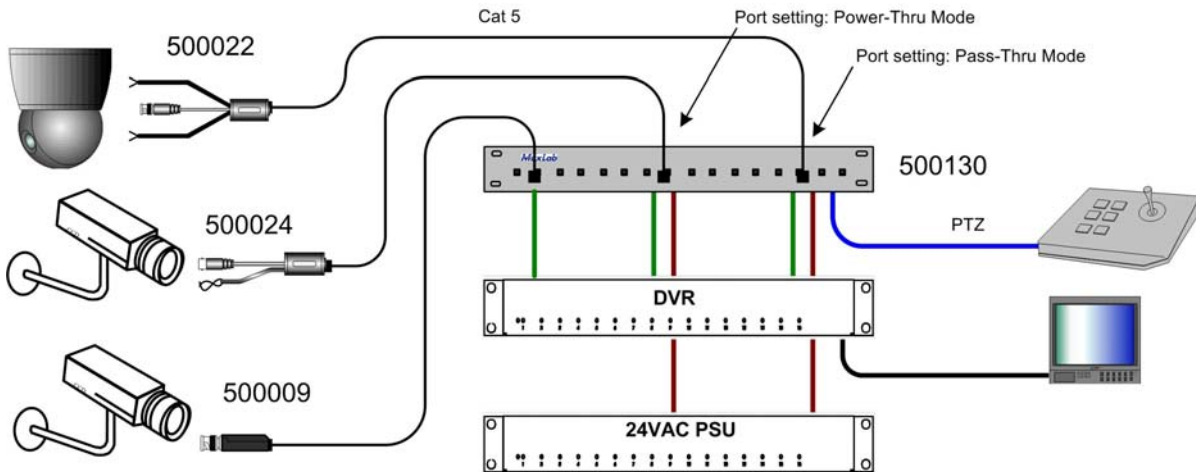 Cat 5
Port setting: Power-Thru Mode
Port setting: Pass-Thru Mode
500022
MuxLab
500130
500024
PTZ
DVR
500009
24VAC PSU